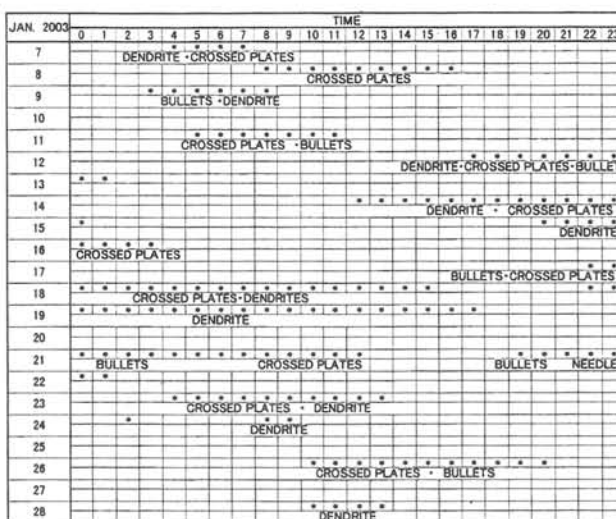 JAN. 2003 TIME
0 1 2 3 4 5 6 7 8 9 10 11 12 13 14 15 16 17 18 19 20 21 22 23
7
DENDRITE ・CROSSED PLATES
8
CROSSED PLATES
9
BULLETS ・DENDRITE
10
11
CROSSED PLATES ・BULLETS
12
DENDRITE・CROSSED PLATES・BULLET
13
14
DENDRITE ・ CROSSED PLATES
15
DENDRITE
16
CROSSED PLATES
17
BULLETS・CROSSED PLATES
18
CROSSED PLATES・DENDRITES
19
DENDRITE
20
21
BULLETS CROSSED PLATES BULLETS NEEDLE
22
23
CROSSED PLATES ・ DENDRITE
24
DENDRITE
25
26
CROSSED PLATES ・ BULLETS
27
28
DENDRITE